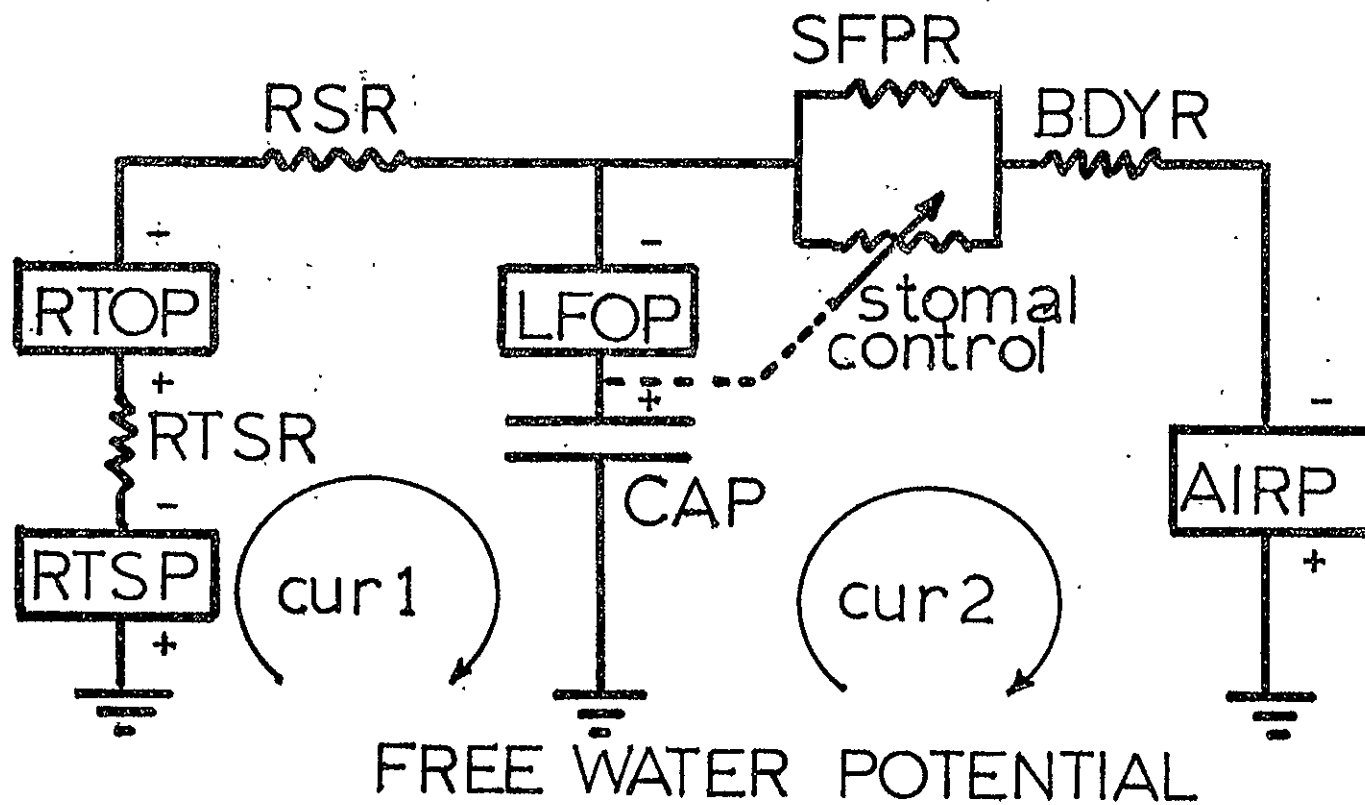 SFPR
RSR
BDYR
RTOP
LFOP
stomal
control
RTSR
CAP
AIRP
RTSP
cur1
cur2
FREE WATER POTENTIAL